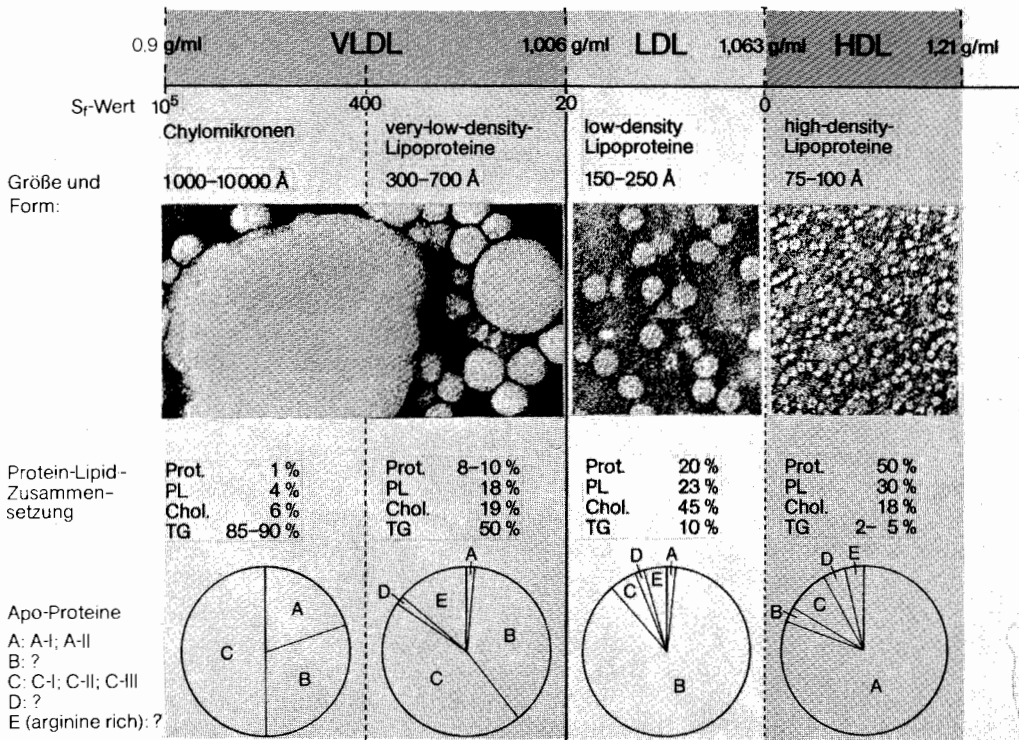 0.9 g/ml VLDL 1,006 g/ml LDL 1,063 g/ml HDL 1,21 g/ml
Sf-Wert 10⁵ 400 20 0
Chylomikronen very-low-density- low-density high-density-
Lipoproteine Lipoproteine Lipoproteine
Größe und 1000–10000 Å 300–700 Å 150–250 Å 75–100 Å
Form:
Protein-Lipid- Prot. 1 % Prot. 8–10 % Prot. 20 % Prot. 50 %
Zusammen- PL 4 % PL 18 % PL 23 % PL 30 %
setzung Chol. 6 % Chol. 19 % Chol. 45 % Chol. 18 %
TG 85–90 % TG 50 % TG 10 % TG 2– 5 %
A D A D E
D E C E C
A B B
Apo-Proteine
A: A-I; A-II
B: ?
C B C B A
C: C-I; C-II; C-III
D: ?
E (arginine rich): ?